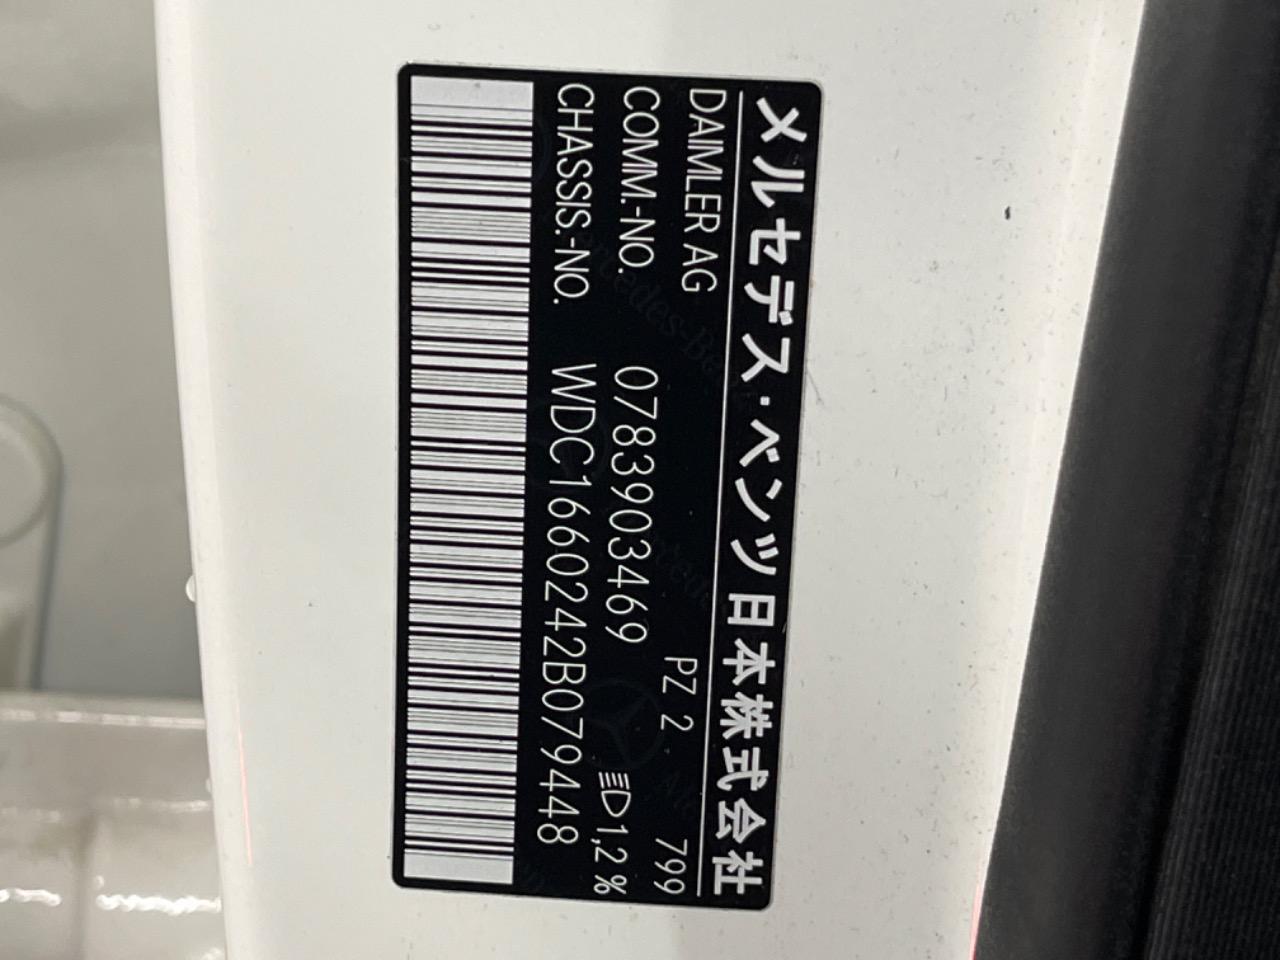 メルセデス・ベンツ日本株式会社
DAIMLER AG PZ 2 799
COMM.-NO. 0783903469 1,2 %
CHASSIS.-NO. WDC1660242B079448